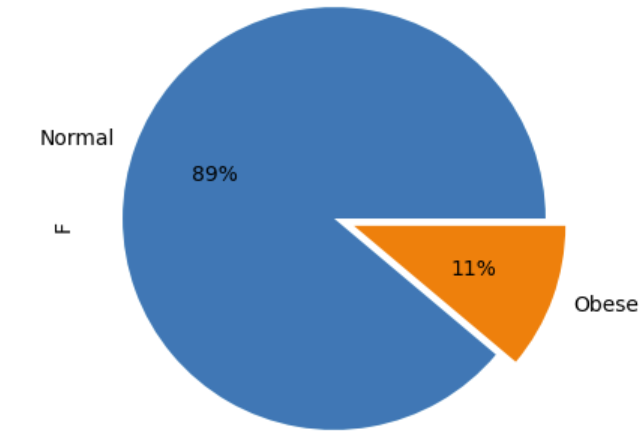 Normal
89%
F
11%
Obese